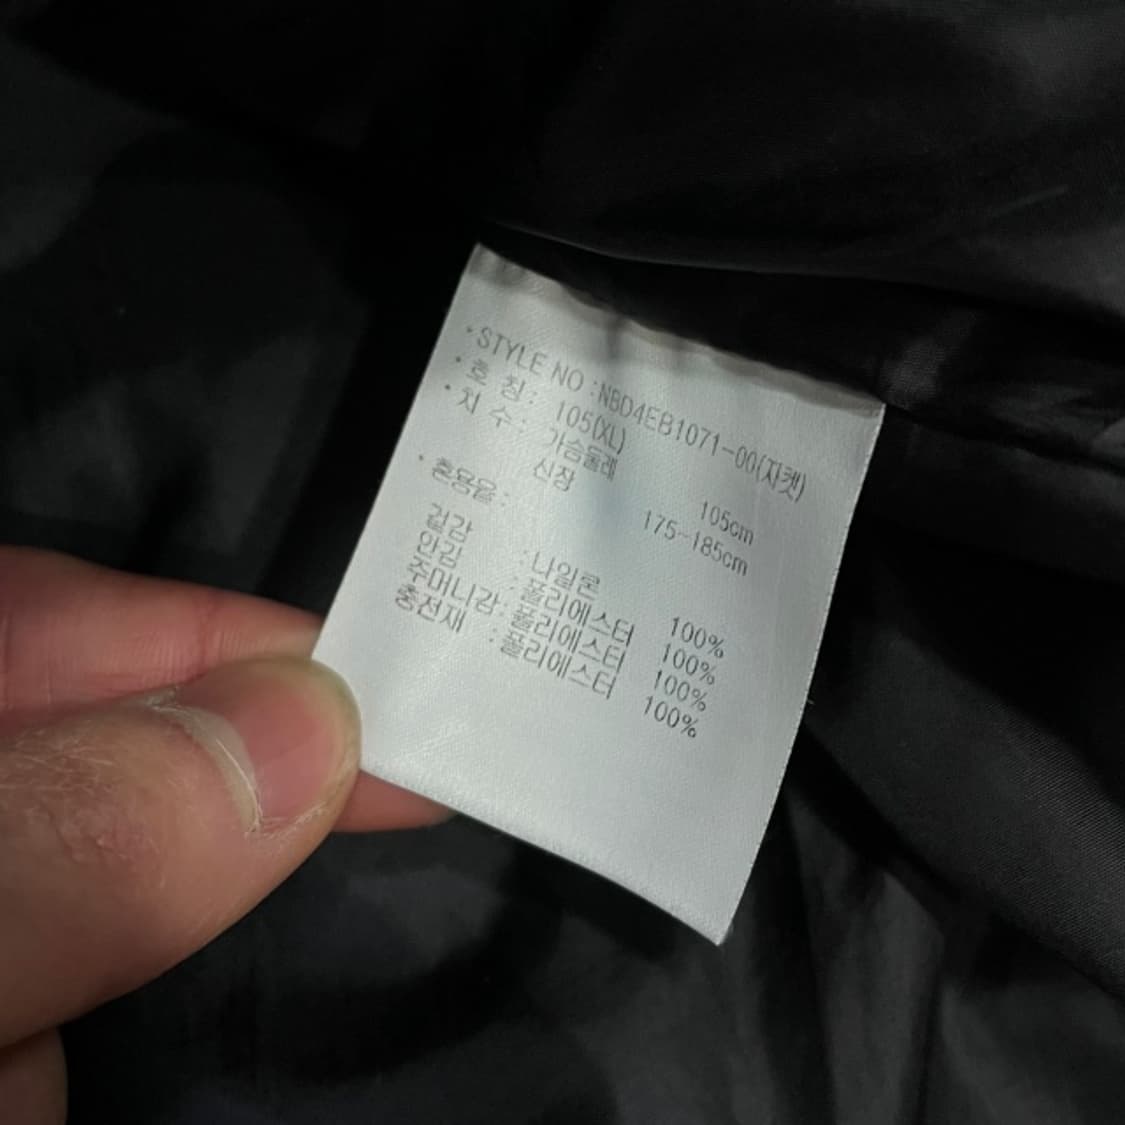 · STYLE NO : NBD4EB1071-00(자켓)
· 호 칭 : 105(XL)
· 치 수 : 가슴둘레 105cm
신장 175~185cm
· 혼용율 :
겉감 : 나일론 100%
안감 : 폴리에스터 100%
주머니감 : 폴리에스터 100%
충전재 : 폴리에스터 100%